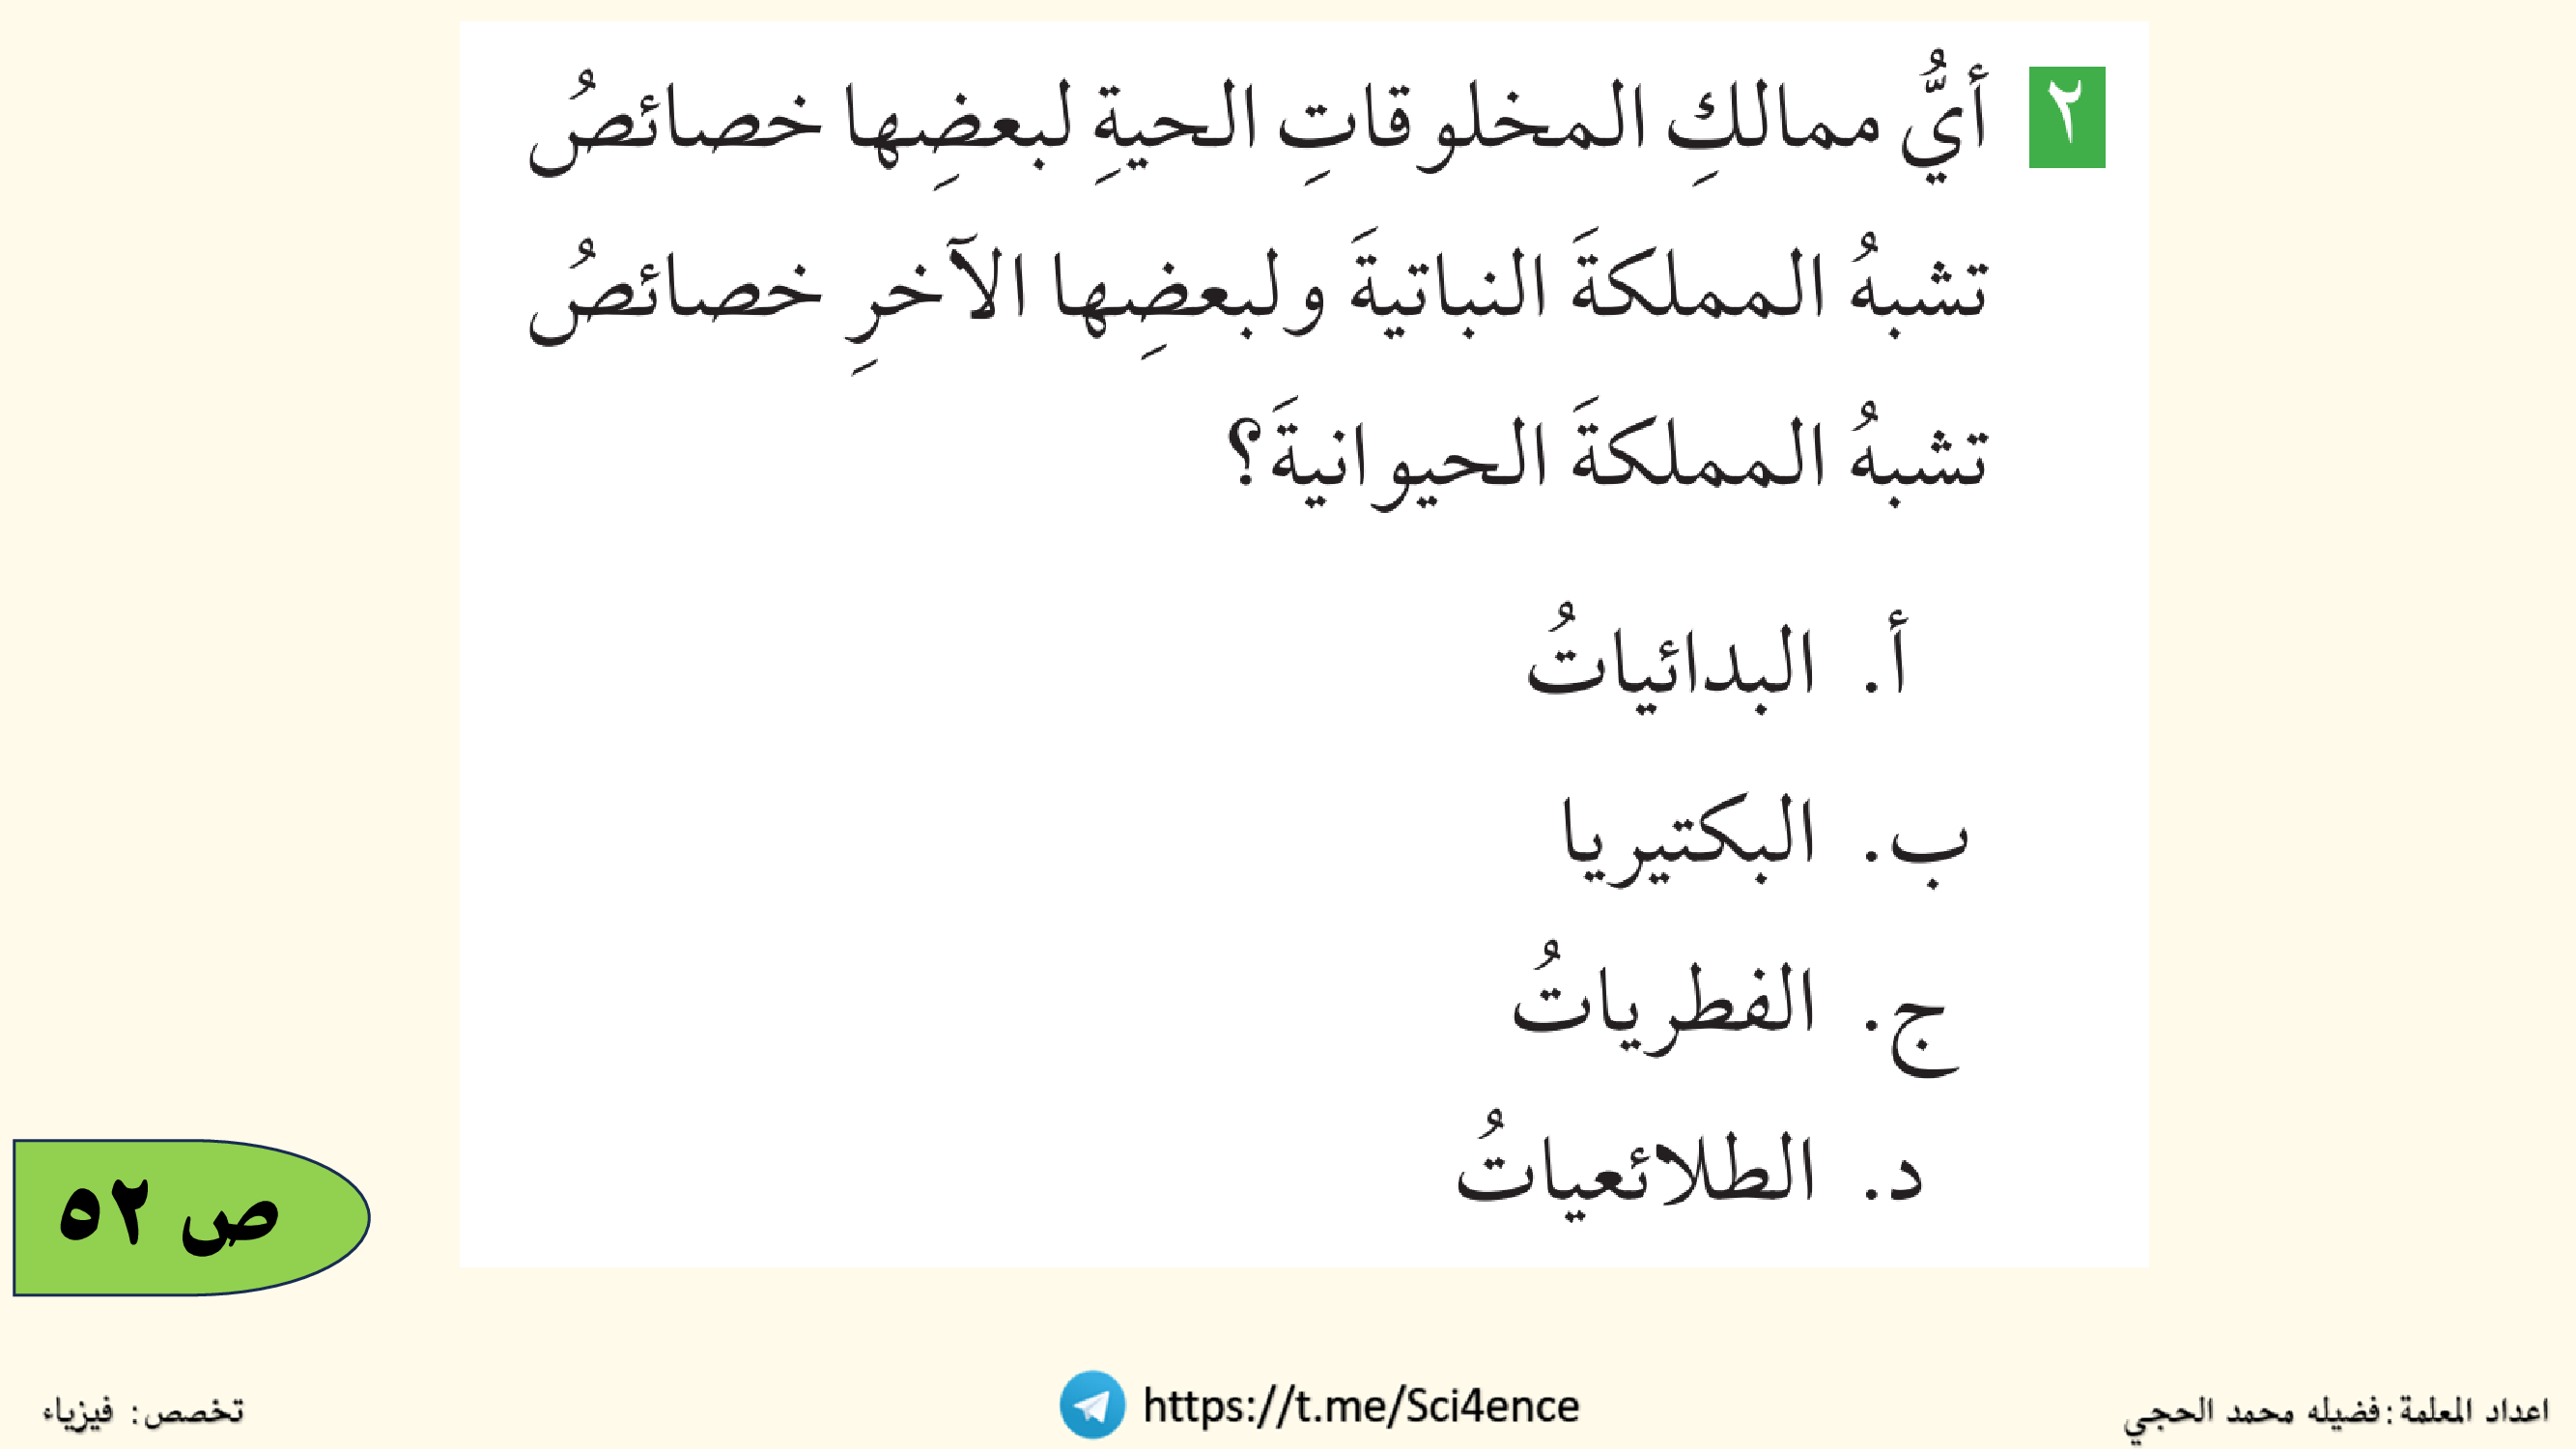 ٢ أيُّ ممالكِ المخلوقاتِ الحيةِ لبعضِها خصائصُ
تشبهُ المملكةَ النباتيةَ ولبعضِها الآخرِ خصائصُ
تشبهُ المملكةَ الحيوانيةَ؟
أ. البدائياتُ
ب. البكتيريا
ج. الفطرياتُ
د. الطلائعياتُ
ص ٥٢
اعداد المعلمة:فضيله محمد الحجي
https://t.me/Sci4ence
تخصص: فيزياء